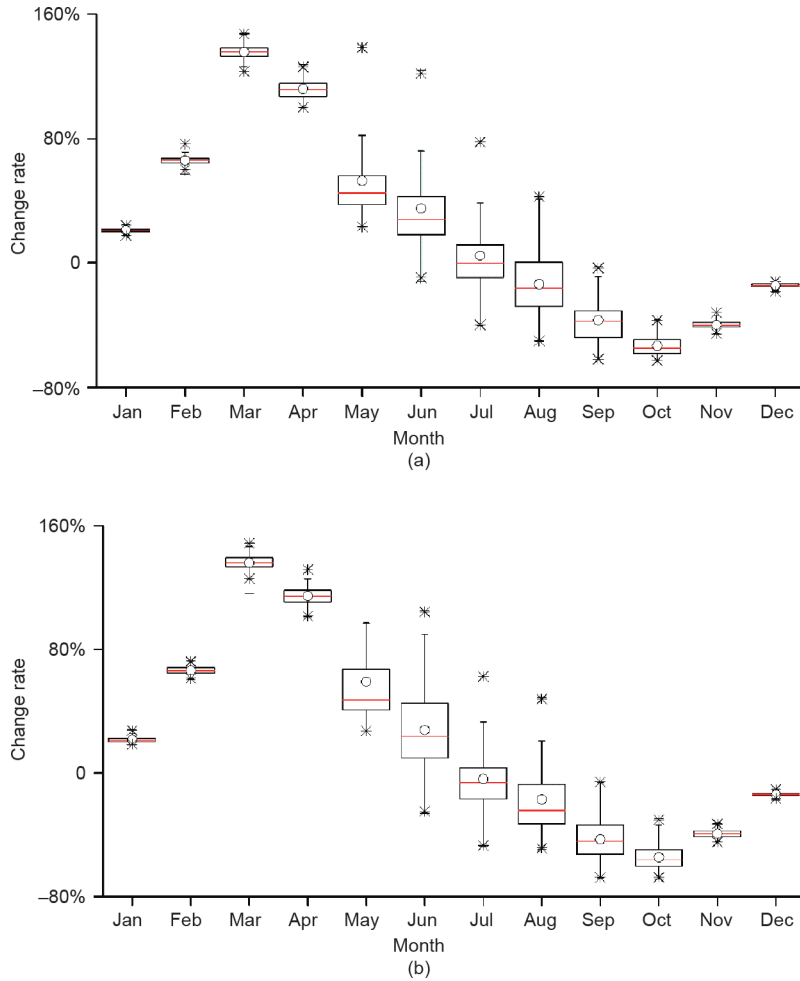 160%
80%
0
–80%
Change rate
Jan Feb Mar Apr May Jun Jul Aug Sep Oct Nov Dec
Month
(a)
160%
80%
0
–80%
Change rate
Jan Feb Mar Apr May Jun Jul Aug Sep Oct Nov Dec
Month
(b)